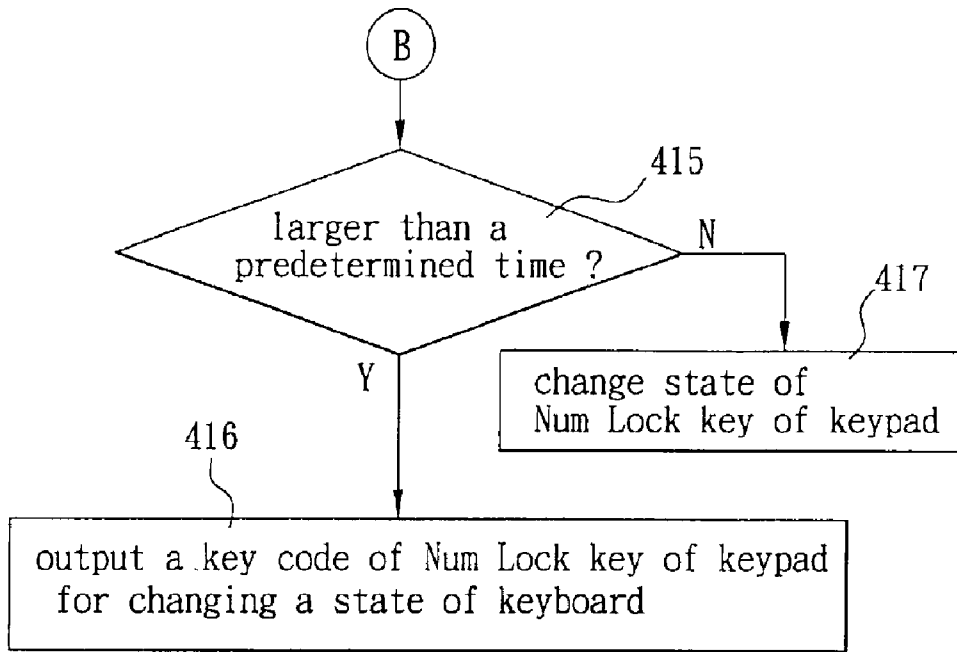 B
415
larger than a
predetermined time ?
N
417
Y
change state of
Num Lock key of keypad
416
output a key code of Num Lock key of keypad
for changing a state of keyboard